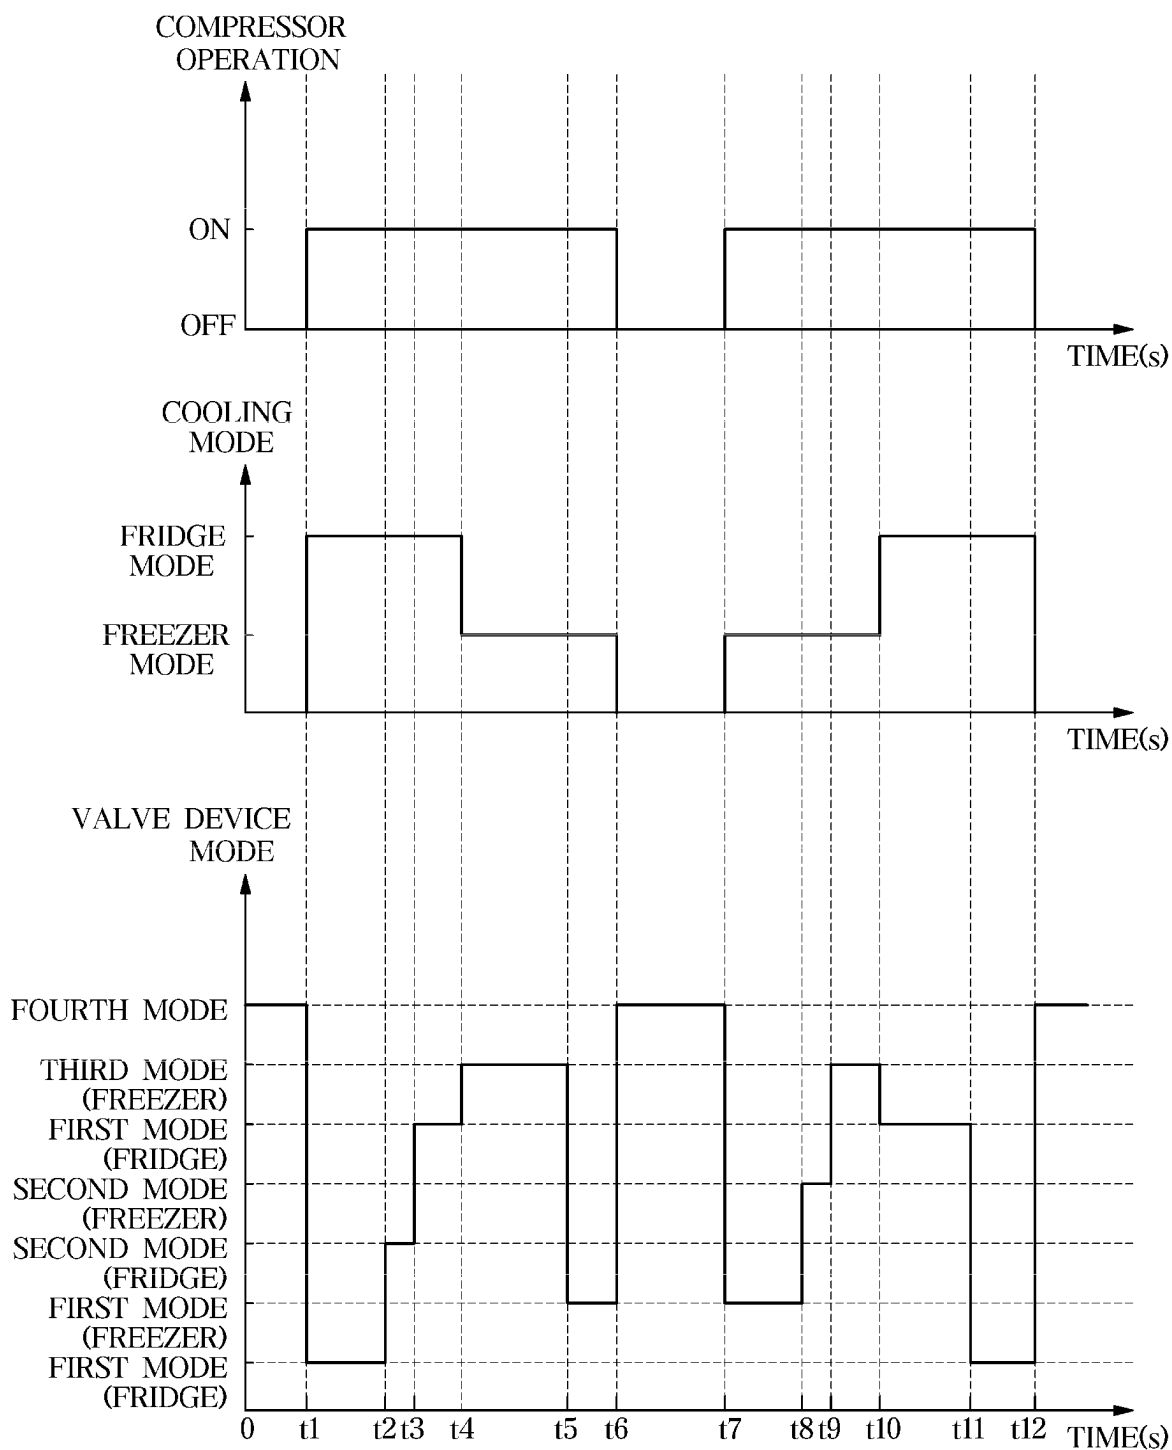 COMPRESSOR
OPERATION
ON
OFF
TIME(s)
COOLING
MODE
FRIDGE
MODE
FREEZER
MODE
TIME(s)
VALVE DEVICE
MODE
FOURTH MODE
THIRD MODE
(FREEZER)
FIRST MODE
(FRIDGE)
SECOND MODE
(FREEZER)
SECOND MODE
(FRIDGE)
FIRST MODE
(FREEZER)
FIRST MODE
(FRIDGE)
0 t1 t2 t3 t4 t5 t6 t7 t8 t9 t10 t11 t12 TIME(s)